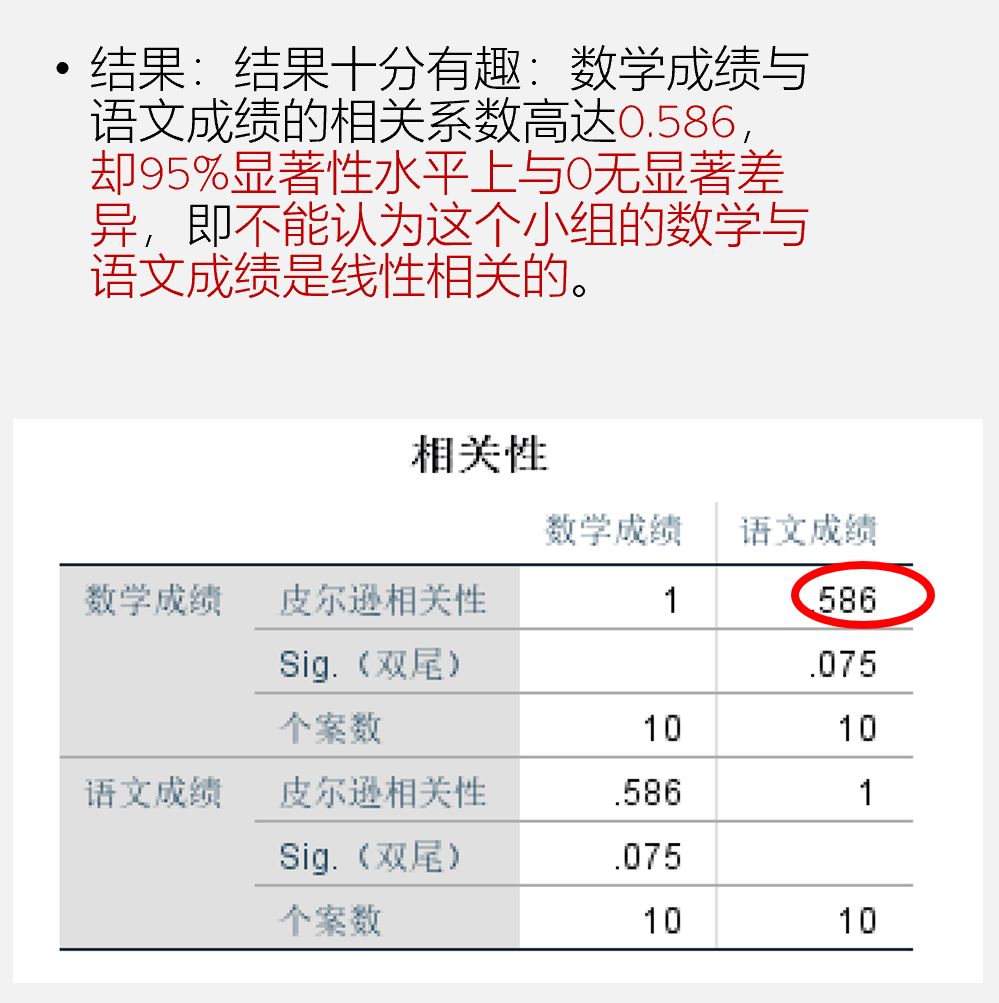 • 结果：结果十分有趣：数学成绩与
语文成绩的相关系数高达0.586，
却95%显著性水平上与0无显著差
异，即不能认为这个小组的数学与
语文成绩是线性相关的。
相关性
数学成绩 语文成绩
数学成绩 皮尔逊相关性 1 .586
Sig.（双尾） .075
个案数 10 10
语文成绩 皮尔逊相关性 .586 1
Sig.（双尾） .075
个案数 10 10